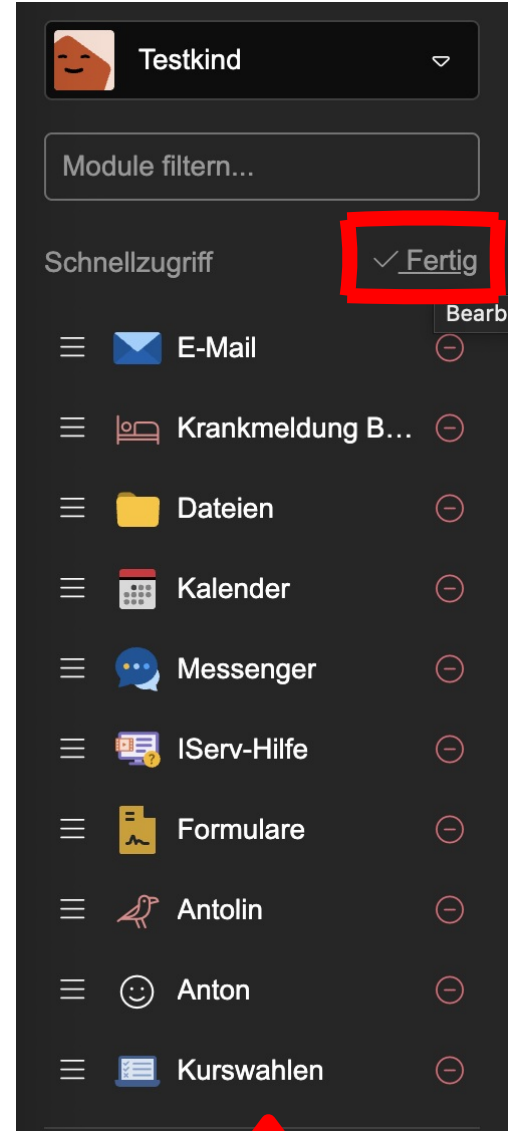 Testkind
Module filtern...
Schnellzugriff
Fertig
Bearb
E-Mail
Krankmeldung B...
Dateien
Kalender
Messenger
IServ-Hilfe
Formulare
Antolin
Anton
Kurswahlen